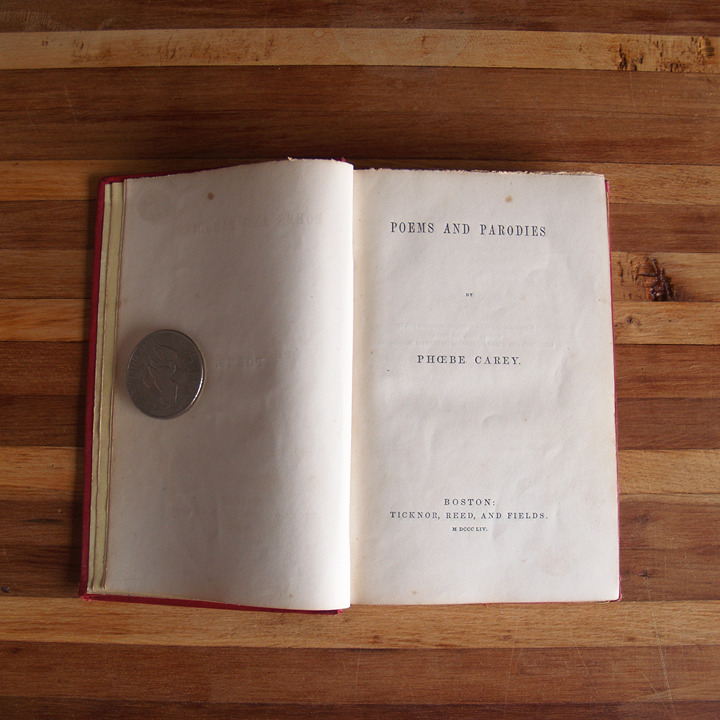 POEMS AND PARODIES
BY
PHŒBE CAREY.
BOSTON:
TICKNOR, REED, AND FIELDS.
M DCCC LIV.